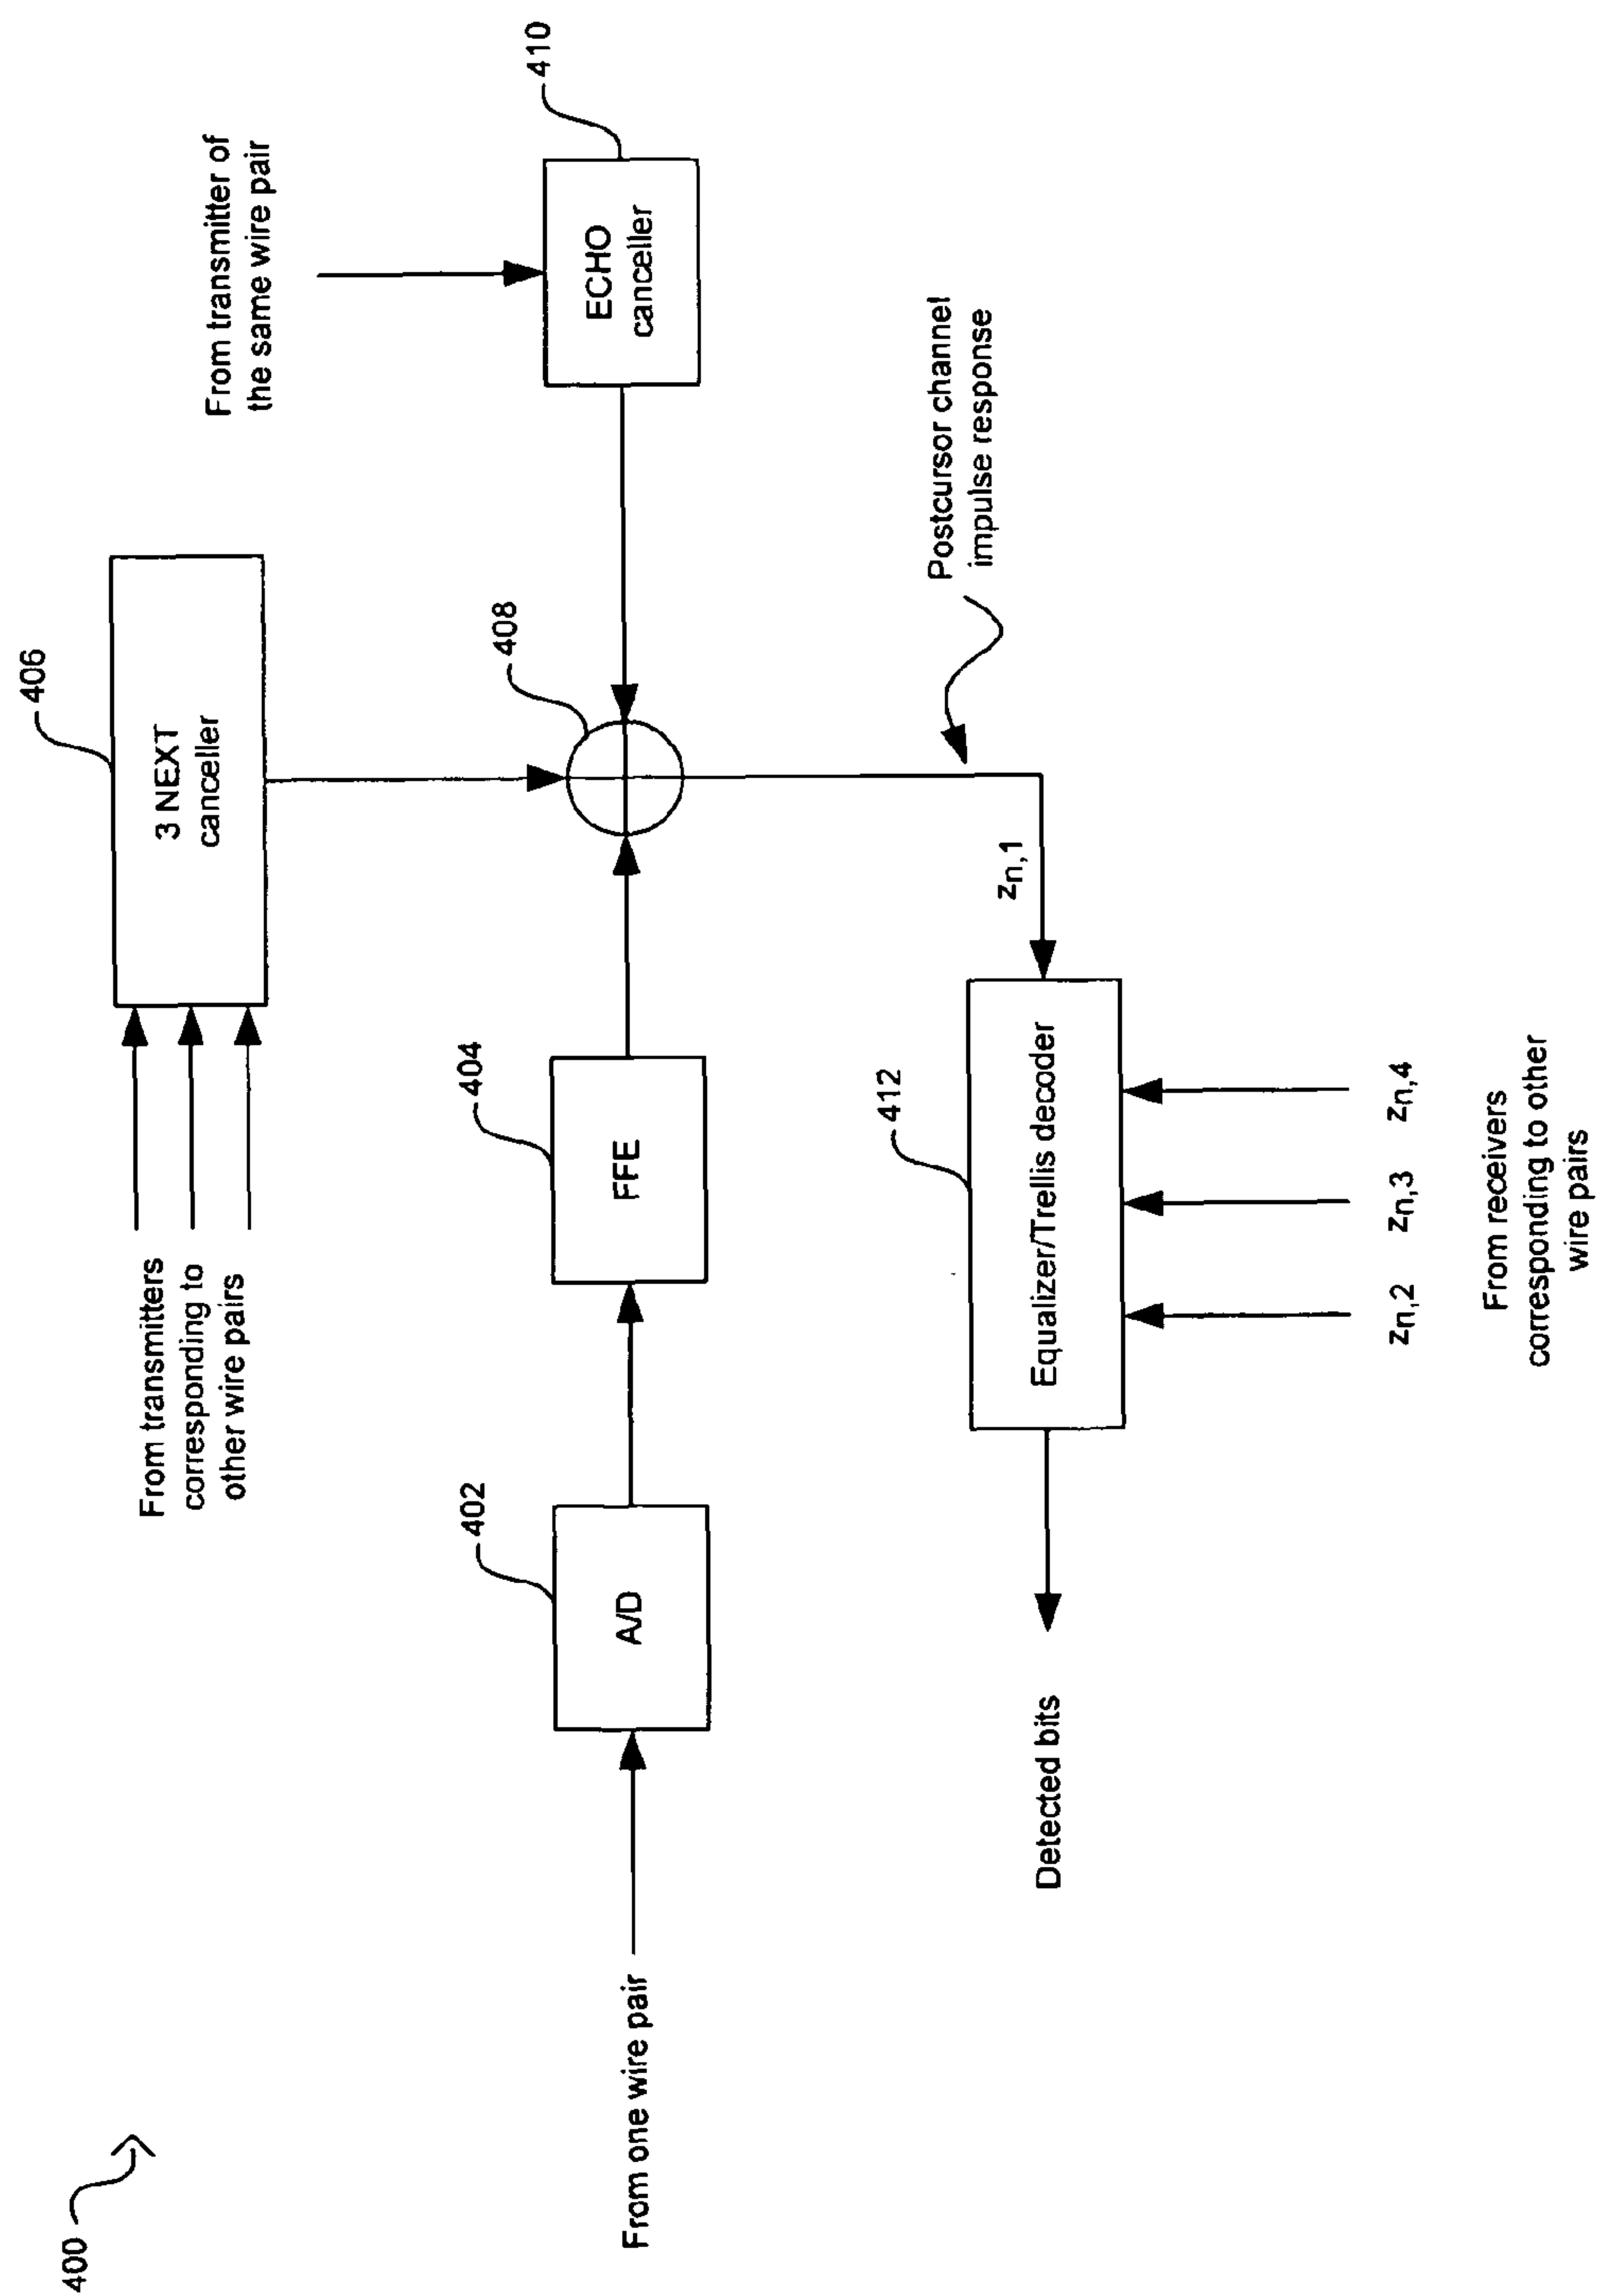 400
From transmitters
corresponding to
other wire pairs
406
3 NEXT
canceller
From transmitter of
the same wire pair
410
ECHO
canceller
408
From one wire pair
402
A/D
404
FFE
Postcursor channel
impulse response
zn,1
412
Equalizer/Trellis decoder
Detected bits
zn,2
zn,3
zn,4
From receivers
corresponding to other
wire pairs